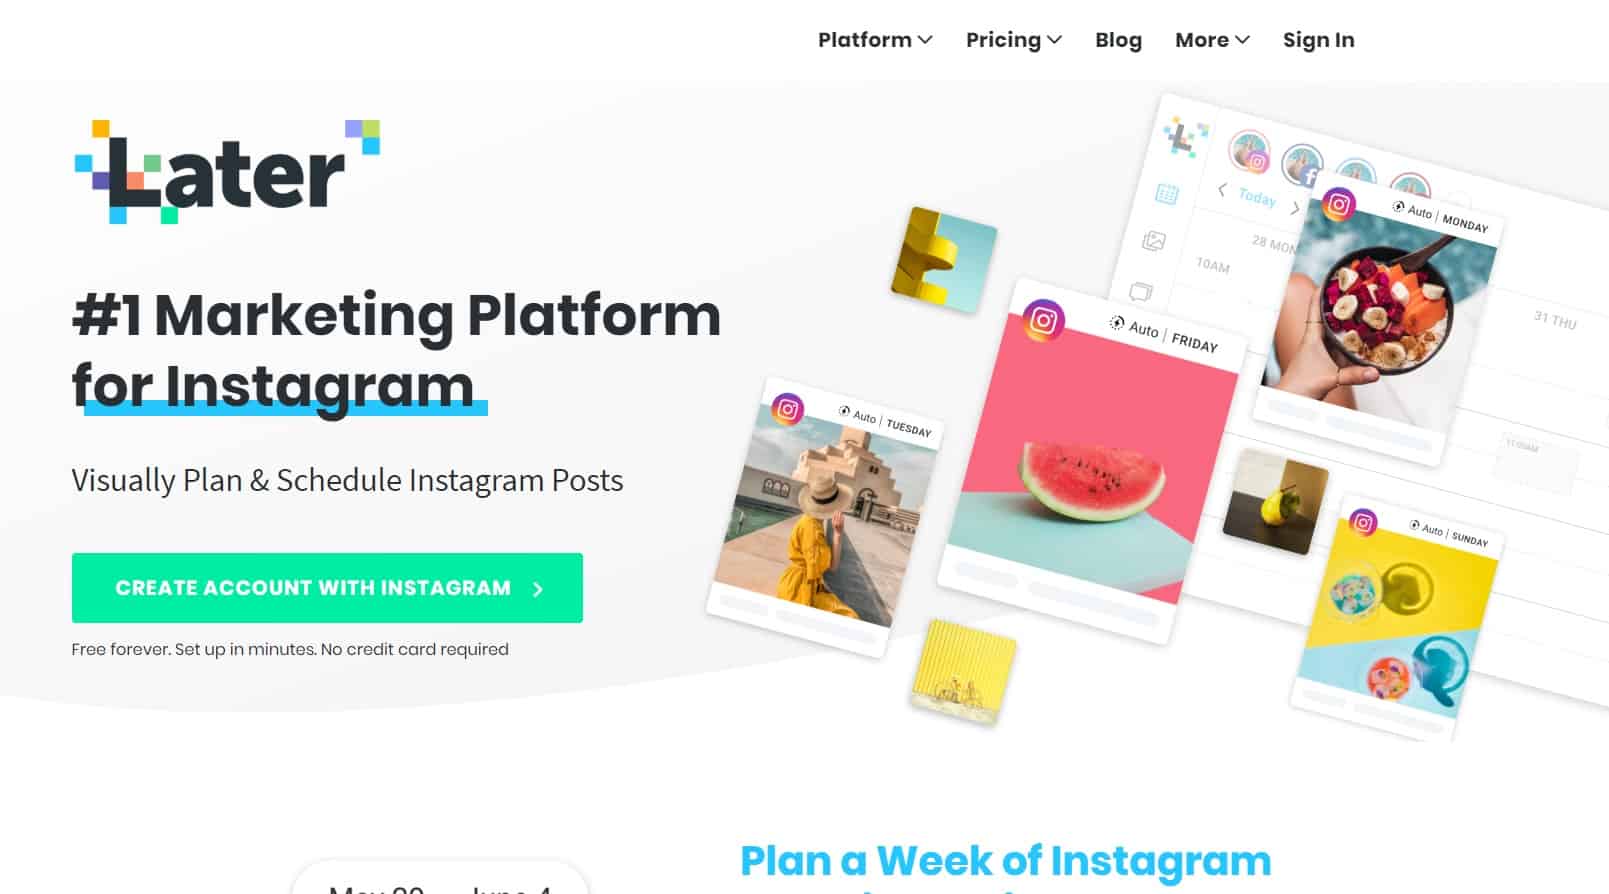 Platform Pricing Blog More Sign In
Later
#1 Marketing Platform
for Instagram
Visually Plan & Schedule Instagram Posts
CREATE ACCOUNT WITH INSTAGRAM
Free forever. Set up in minutes. No credit card required
Today
28 MON
10AM
31 THU
11:00AM
Auto | MONDAY
Auto | FRIDAY
Auto | TUESDAY
Auto | SUNDAY
Plan a Week of Instagram